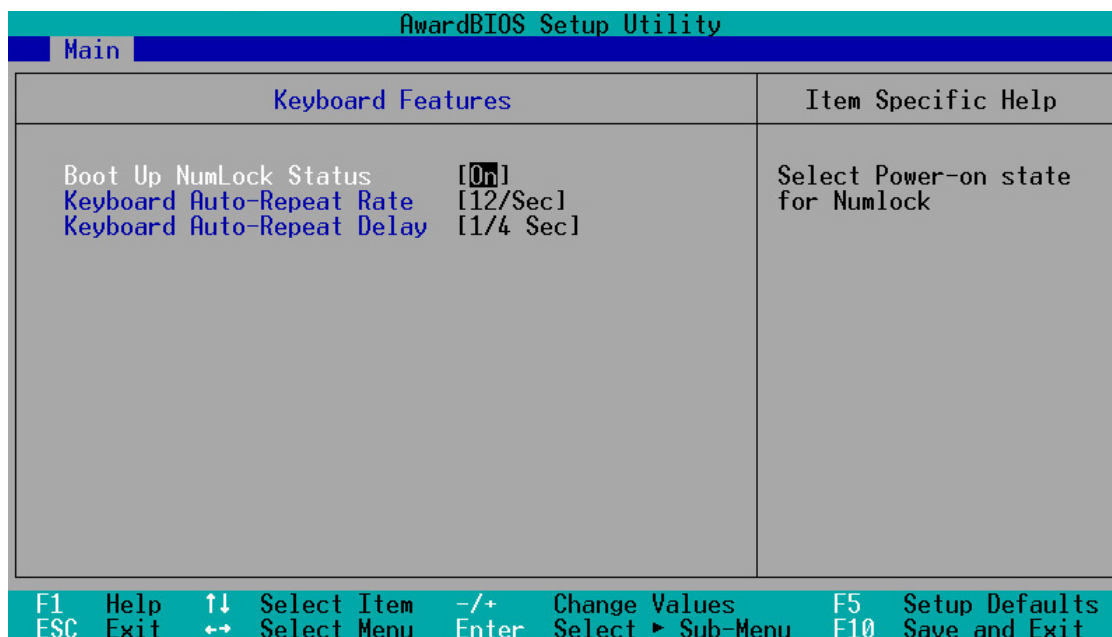 AwardBIOS Setup Utility
Main
Keyboard Features
Item Specific Help
Boot Up NumLock Status [On]
Keyboard Auto-Repeat Rate [12/Sec]
Keyboard Auto-Repeat Delay [1/4 Sec]
Select Power-on state
for Numlock
F1 Help ↑↓ Select Item -/+ Change Values F5 Setup Defaults
ESC Exit ←→ Select Menu Enter Select ► Sub-Menu F10 Save and Exit